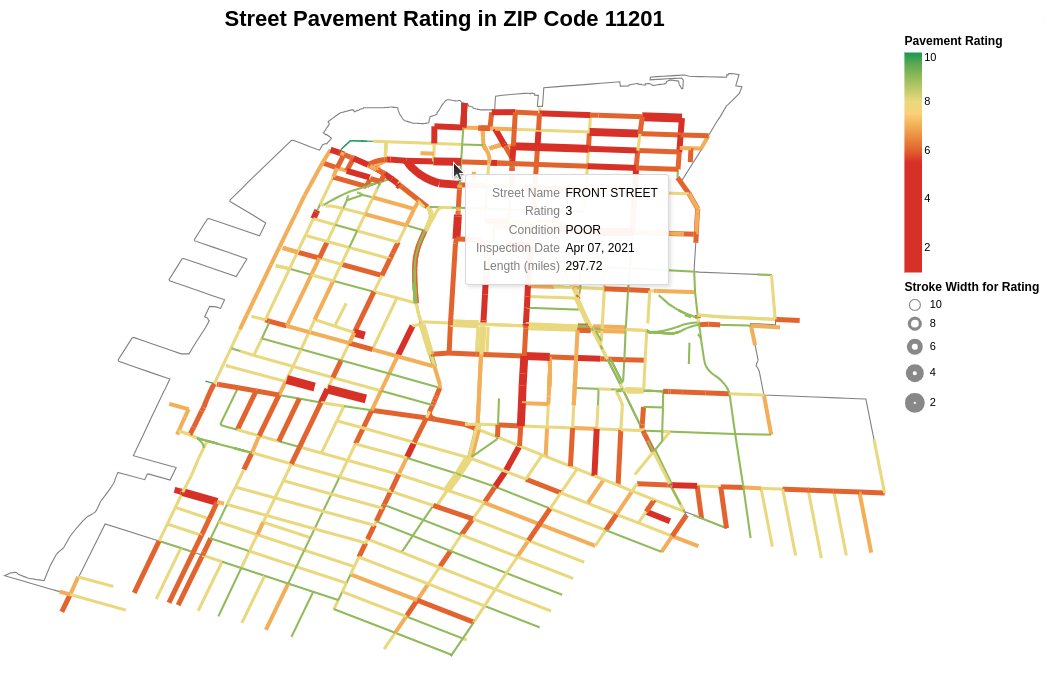 Street Pavement Rating in ZIP Code 11201
Pavement Rating
10
8
6
4
2
Street Name FRONT STREET
Rating 3
Condition POOR
Inspection Date Apr 07, 2021
Length (miles) 297.72
Stroke Width for Rating
10
8
6
4
2